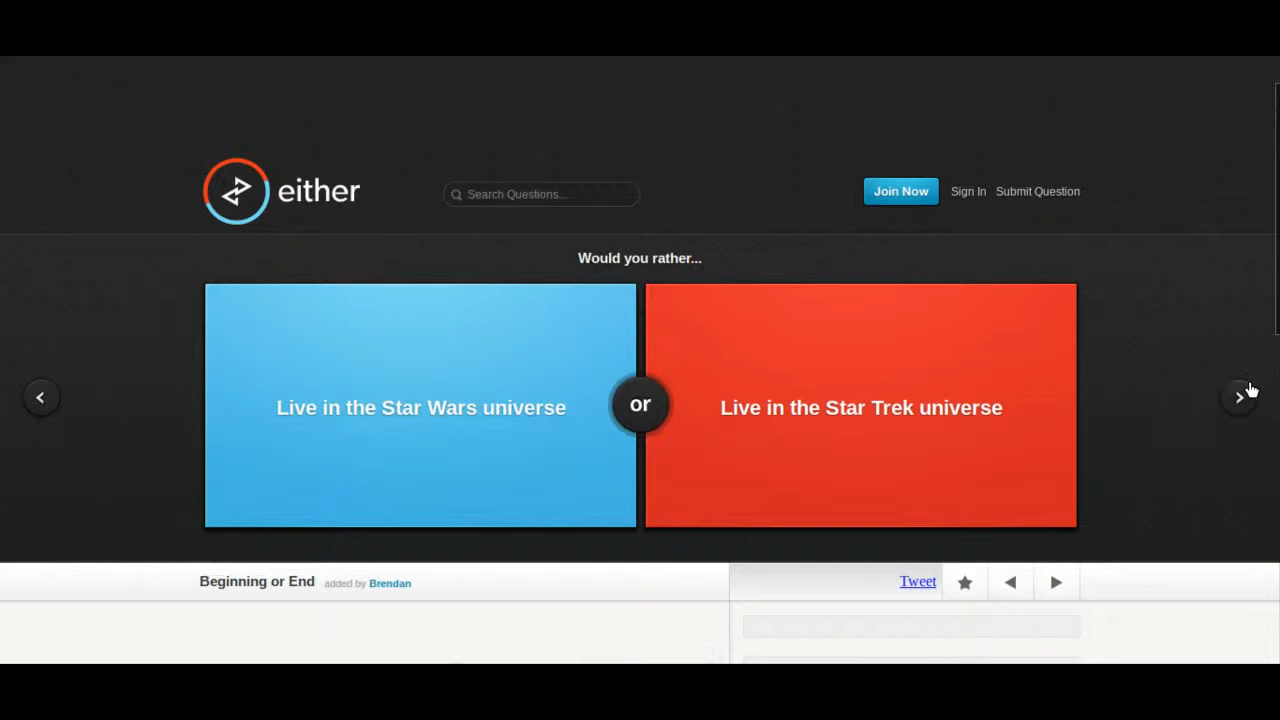 either
Search Questions...
Join Now
Sign In
Submit Question
Would you rather...
Live in the Star Wars universe
or
Live in the Star Trek universe
Beginning or End added by Brendan
Tweet